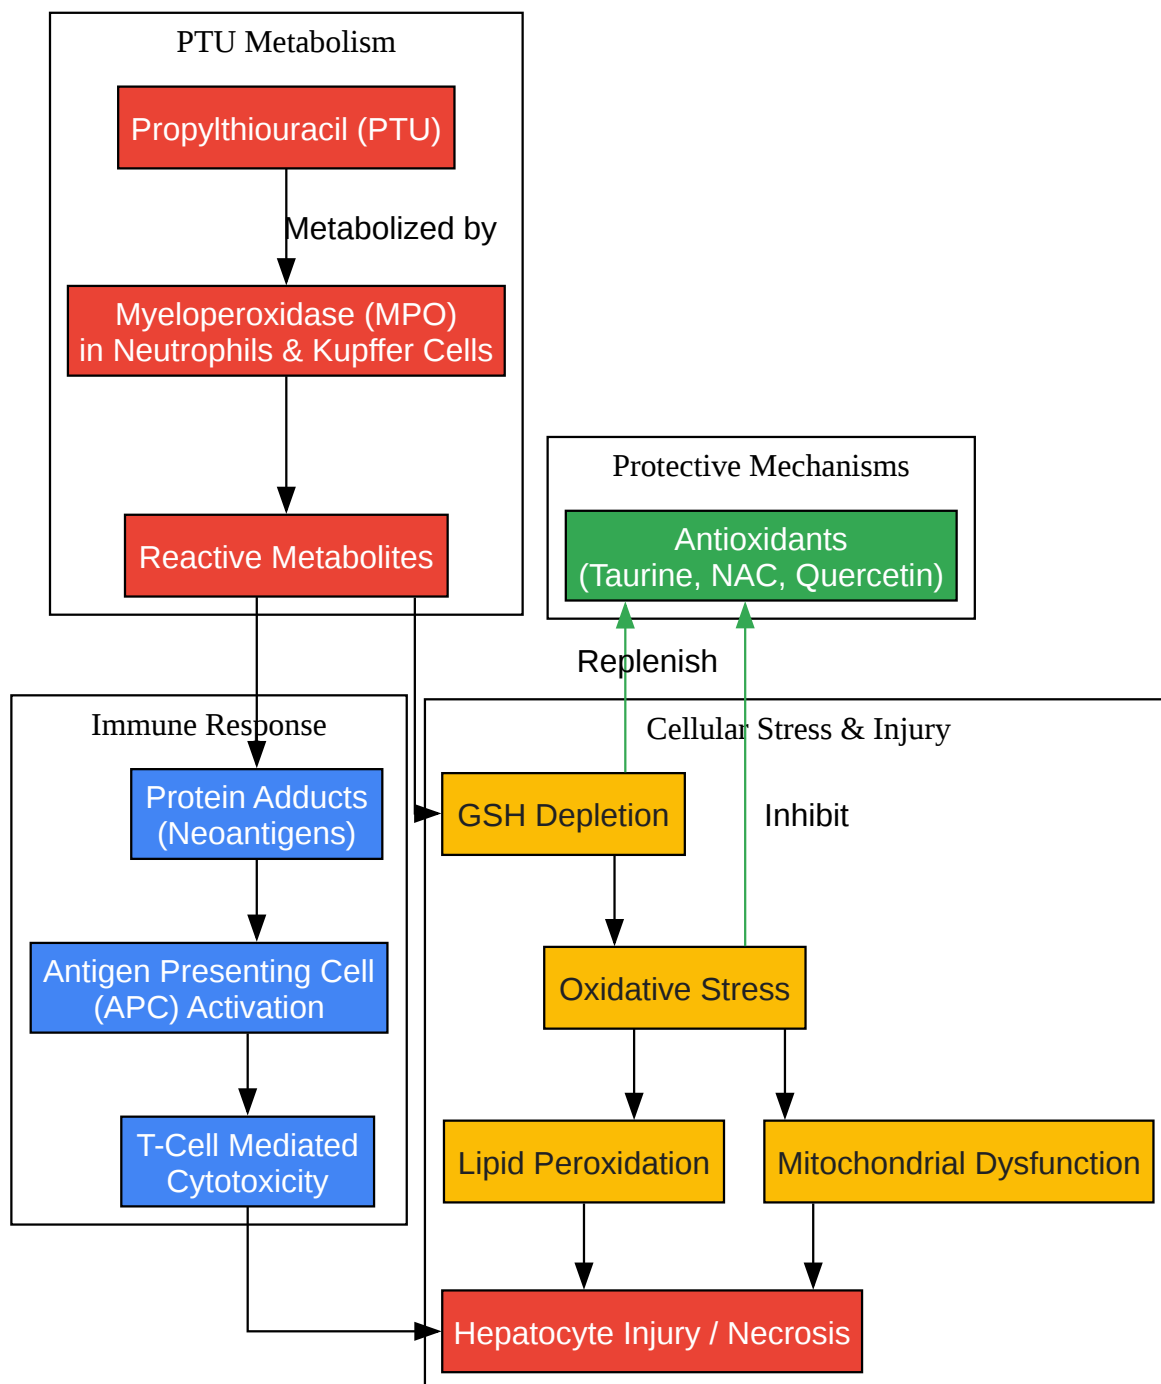 PTU Metabolism
Propylthiouracil (PTU)
Metabolized by
Myeloperoxidase (MPO)
in Neutrophils & Kupffer Cells
Reactive Metabolites
Protective Mechanisms
Antioxidants
(Taurine, NAC, Quercetin)
Replenish
Immune Response
Protein Adducts
(Neoantigens)
Antigen Presenting Cell
(APC) Activation
T-Cell Mediated
Cytotoxicity
Cellular Stress & Injury
GSH Depletion
Inhibit
Oxidative Stress
Lipid Peroxidation
Mitochondrial Dysfunction
Hepatocyte Injury / Necrosis